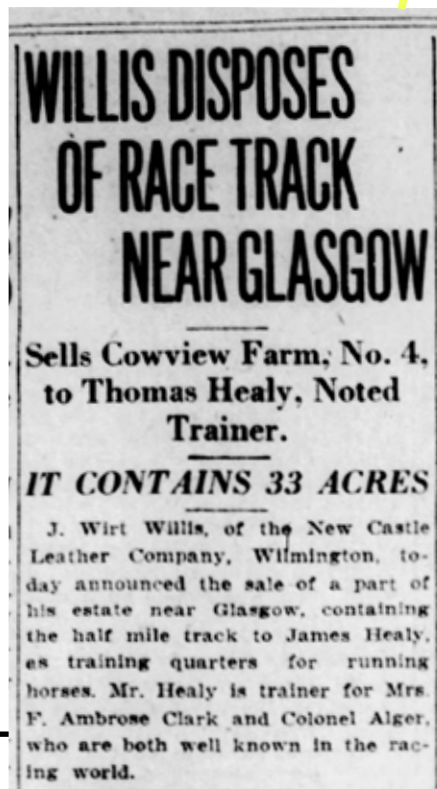 WILLIS DISPOSES
OF RACE TRACK
NEAR GLASGOW
Sells Cowview Farm, No. 4,
to Thomas Healy, Noted
Trainer.
IT CONTAINS 33 ACRES
J. Wirt Willis, of the New Castle
Leather Company, Wilmington, to-
day announced the sale of a part of
his estate near Glasgow, containing
the half mile track to James Healy,
as training quarters for running
horses. Mr. Healy is trainer for Mrs.
F. Ambrose Clark and Colonel Alger,
who are both well known in the rac-
ing world.